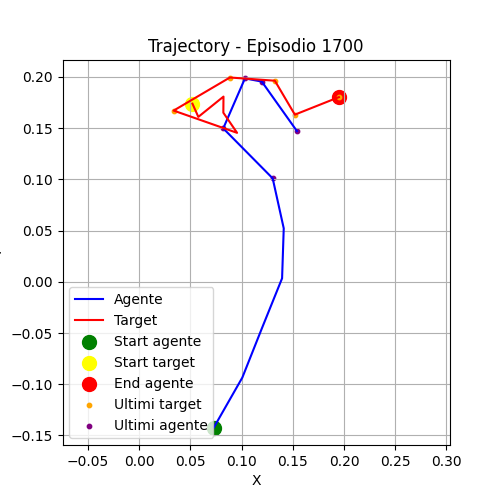 Trajectory - Episodio 1700
0.20
0.15
0.10
0.05
0.00
−0.05
−0.10
−0.15
Agente
Target
Start agente
Start target
End agente
Ultimi target
Ultimi agente
−0.05 0.00 0.05 0.10 0.15 0.20 0.25 0.30
X